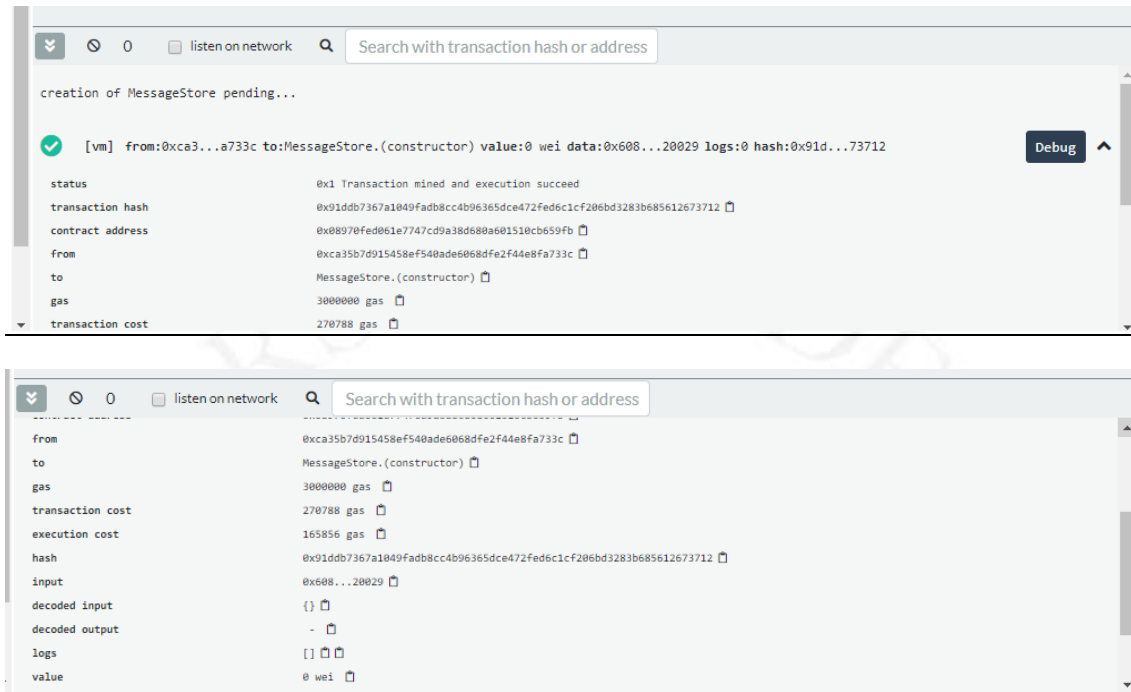 0 listen on network Search with transaction hash or address
creation of MessageStore pending...
[vm] from:0xca3...a733c to:MessageStore.(constructor) value:0 wei data:0x608...20029 logs:0 hash:0x91d...73712 Debug
status 0x1 Transaction mined and execution succeed
transaction hash 0x91ddb7367a1049fadb8cc4b96365dce472fed6c1cf206bd3283b685612673712
contract address 0x08970fed061e7747cd9a38d680a601510cb659fb
from 0xca35b7d915458ef540ade6068dfe2f44e8fa733c
to MessageStore.(constructor)
gas 3000000 gas
transaction cost 270788 gas
0 listen on network Search with transaction hash or address
from 0xca35b7d915458ef540ade6068dfe2f44e8fa733c
to MessageStore.(constructor)
gas 3000000 gas
transaction cost 270788 gas
execution cost 165856 gas
hash 0x91ddb7367a1049fadb8cc4b96365dce472fed6c1cf206bd3283b685612673712
input 0x608...20029
decoded input {}
decoded output -
logs []
value 0 wei